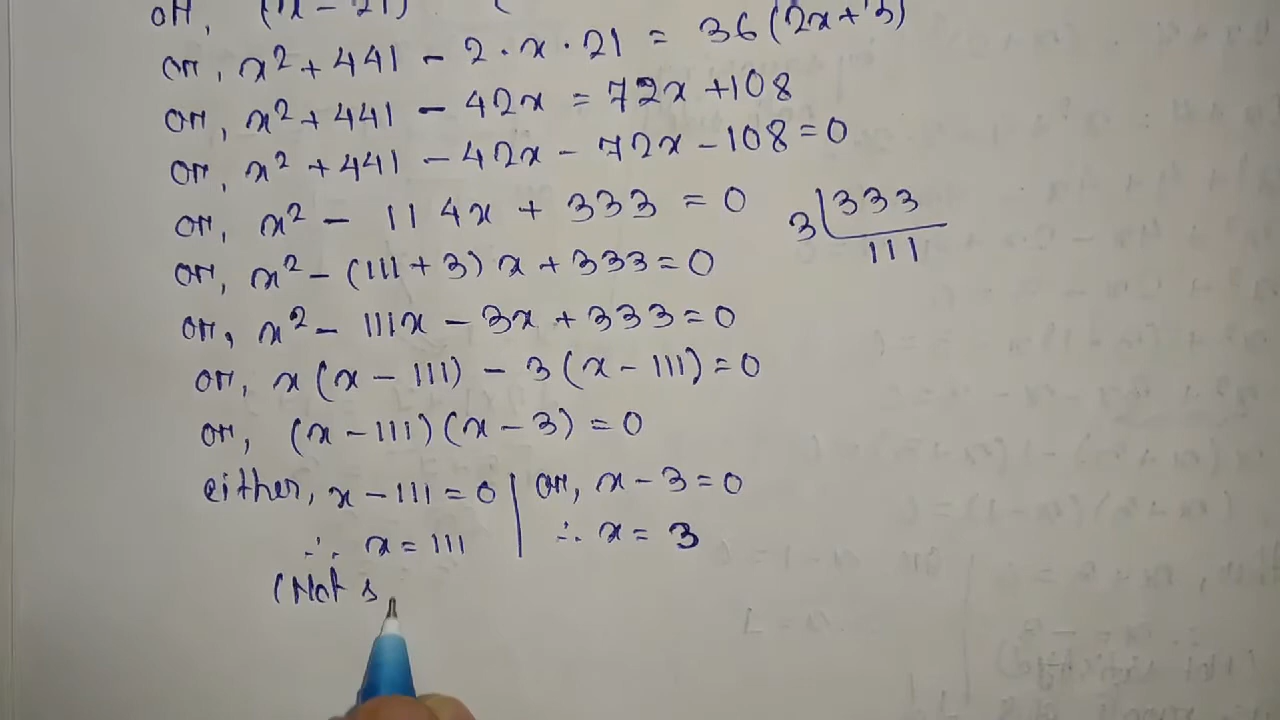 or, (x - 21)
or, x² + 441 - 2 · x · 21 = 36(2x + 3)
or, x² + 441 - 42x = 72x + 108
or, x² + 441 - 42x - 72x - 108 = 0
or, x² - 114x + 333 = 0 3 | 333
111
or, x² - (111 + 3) x + 333 = 0
or, x² - 111x - 3x + 333 = 0
or, x (x - 111) - 3 (x - 111) = 0
or, (x - 111) (x - 3) = 0
either, x - 111 = 0 | or, x - 3 = 0
∴ x = 111 | ∴ x = 3
(Not s